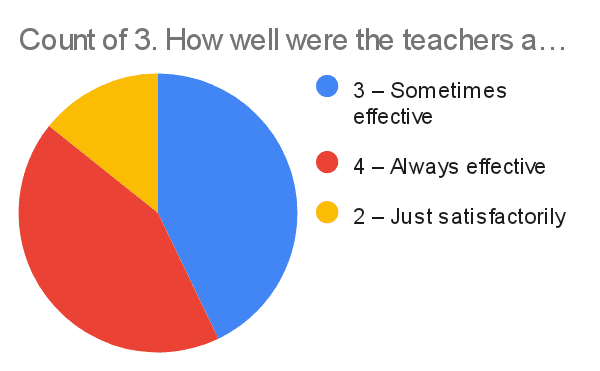 Count of 3. How well were the teachers a…
3 – Sometimes
effective
4 – Always effective
2 – Just satisfactorily